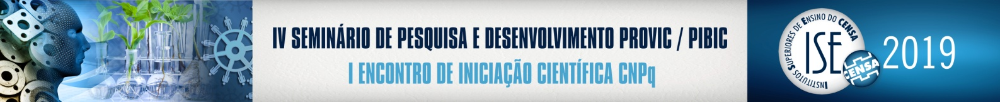 IV SEMINÁRIO DE PESQUISA E DESENVOLVIMENTO PROVIC / PIBIC
I ENCONTRO DE INICIAÇÃO CIENTÍFICA CNPq
INSTITUTOS SUPERIORES DE ENSINO DO CENSA
ISE
CENSA
2019